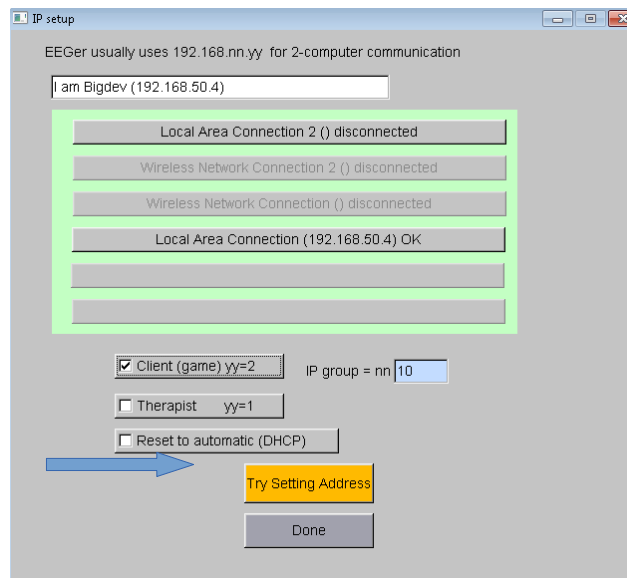 IP setup
EEGer usually uses 192.168.nn.yy for 2-computer communication
I am Bigdev (192.168.50.4)
Local Area Connection 2 () disconnected
Wireless Network Connection 2 () disconnected
Wireless Network Connection () disconnected
Local Area Connection (192.168.50.4) OK
Client (game) yy=2
IP group = nn 10
Therapist yy=1
Reset to automatic (DHCP)
Try Setting Address
Done